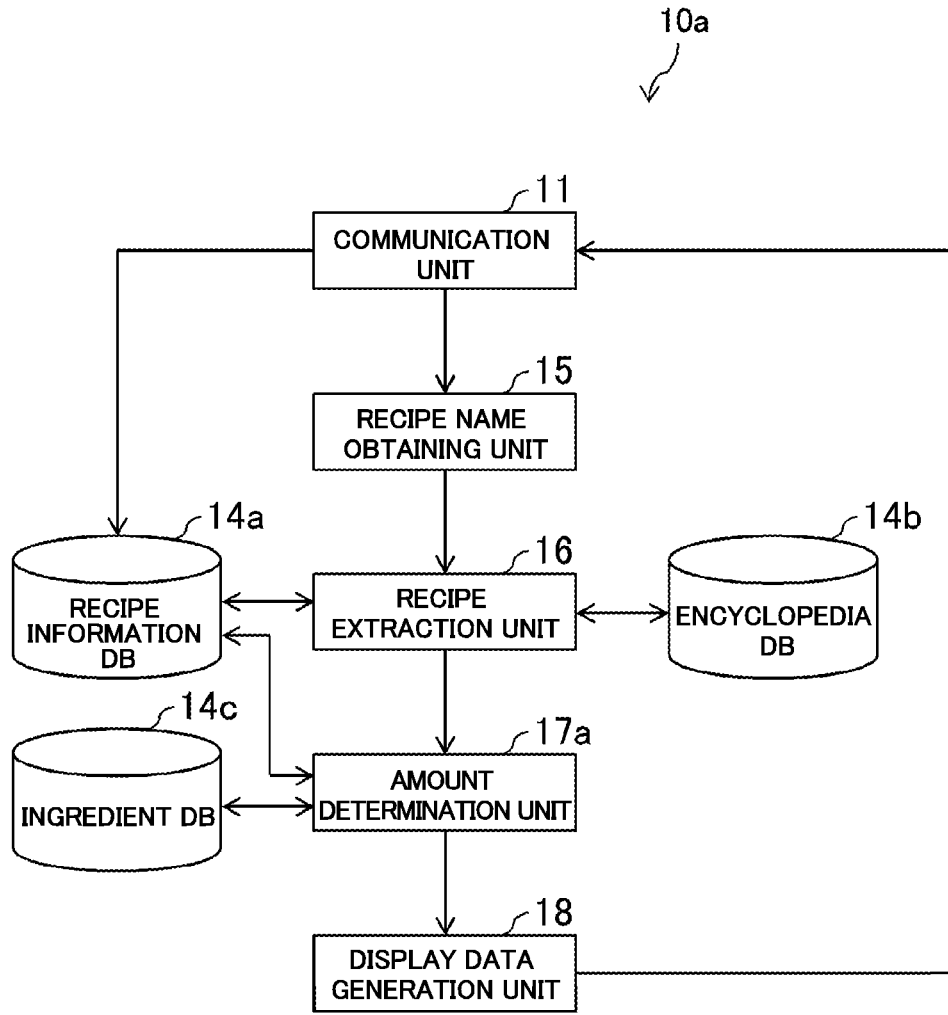 10a
11
COMMUNICATION
UNIT
15
RECIPE NAME
OBTAINING UNIT
14a
RECIPE
INFORMATION
DB
16
RECIPE
EXTRACTION UNIT
14b
ENCYCLOPEDIA
DB
14c
INGREDIENT DB
17a
AMOUNT
DETERMINATION UNIT
18
DISPLAY DATA
GENERATION UNIT